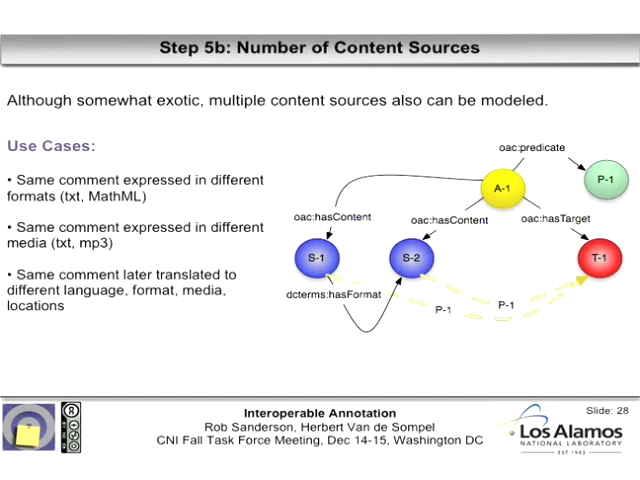 Step 5b: Number of Content Sources
Although somewhat exotic, multiple content sources also can be modeled.
Use Cases:
• Same comment expressed in different
formats (txt, MathML)
• Same comment expressed in different
media (txt, mp3)
• Same comment later translated to
different language, format, media,
locations
oac:predicate
A-1
P-1
oac:hasContent
oac:hasContent
oac:hasTarget
S-1
S-2
T-1
dcterms:hasFormat
P-1
P-1
Interoperable Annotation
Rob Sanderson, Herbert Van de Sompel
CNI Fall Task Force Meeting, Dec 14-15, Washington DC
Slide: 28
Los Alamos
NATIONAL LABORATORY
EST. 1943